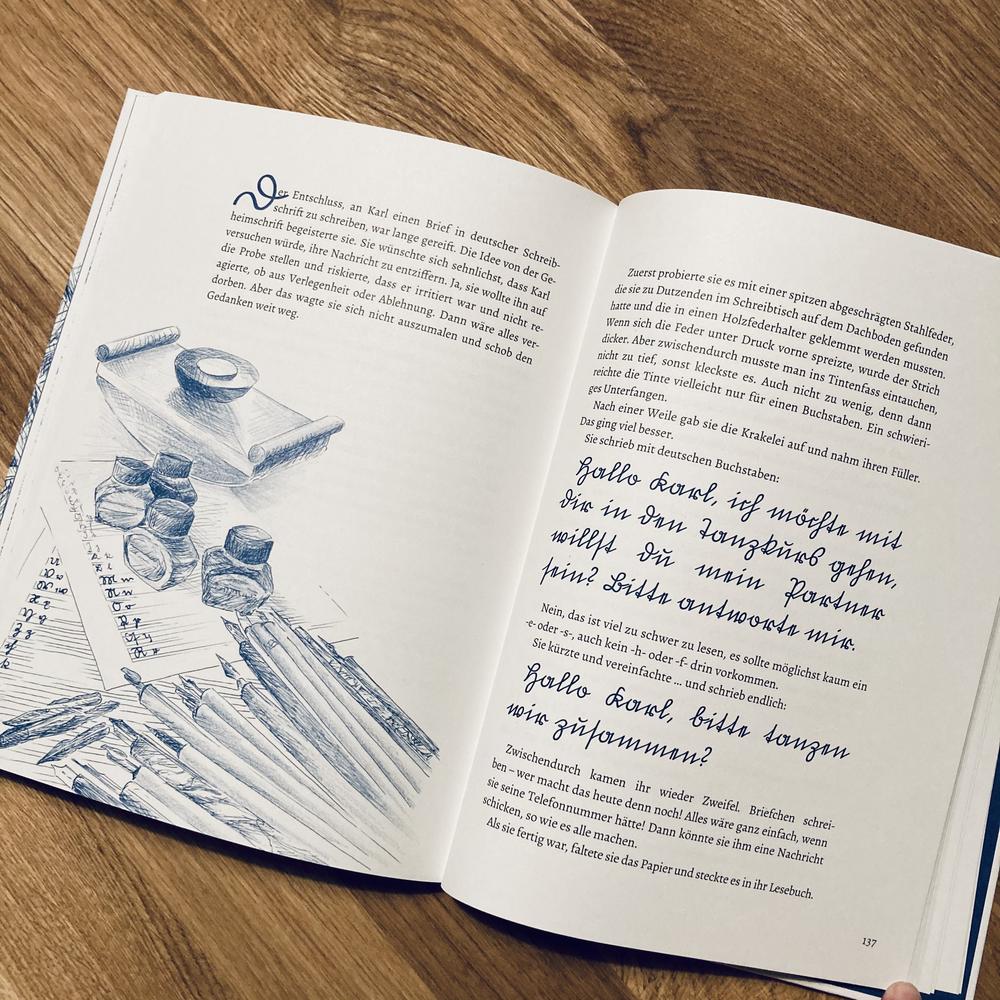 Der Entschluss, an Karl einen Brief in deutscher Schreib-
schrift zu schreiben, war lange gereift. Die Idee von der Ge-
heimschrift begeisterte sie. Sie wünschte sich sehnlichst, dass Karl
versuchen würde, ihre Nachricht zu entziffern. Ja, sie wollte ihn auf
die Probe stellen und riskierte, dass er irritiert war und nicht re-
agierte, ob aus Verlegenheit oder Ablehnung. Dann wäre alles ver-
dorben. Aber das wagte sie sich nicht auszumalen und schob den
Gedanken weit weg.
M m
N n
O o
P p
Zuerst probierte sie es mit einer spitzen abgeschrägten Stahlfeder,
die sie zu Dutzenden im Schreibtisch auf dem Dachboden gefunden
hatte und die in einen Holzfederhalter geklemmt werden mussten.
Wenn sich die Feder unter Druck vorne spreizte, wurde der Strich
dicker. Aber zwischendurch musste man ins Tintenfass eintauchen,
nicht zu tief, sonst kleckste es. Auch nicht zu wenig, denn dann
reichte die Tinte vielleicht nur für einen Buchstaben. Ein schwieri-
ges Unterfangen.
Nach einer Weile gab sie die Krakelei auf und nahm ihren Füller.
Das ging viel besser.
Sie schrieb mit deutschen Buchstaben:
Hallo Karl, ich möchte mit
dir in den Tanzkurs gehen,
willst du mein Partner
sein? Bitte antworte mir.
Nein, das ist viel zu schwer zu lesen, es sollte möglichst kaum ein
-e- oder -s-, auch kein -h- oder -f- drin vorkommen.
Sie kürzte und vereinfachte ... und schrieb endlich:
Hallo Karl, bitte tanzen
wir zusammen?
Zwischendurch kamen ihr wieder Zweifel. Briefchen schrei-
ben – wer macht das heute denn noch! Alles wäre ganz einfach, wenn
sie seine Telefonnummer hätte! Dann könnte sie ihm eine Nachricht
schicken, so wie es alle machen.
Als sie fertig war, faltete sie das Papier und steckte es in ihr Lesebuch.
137